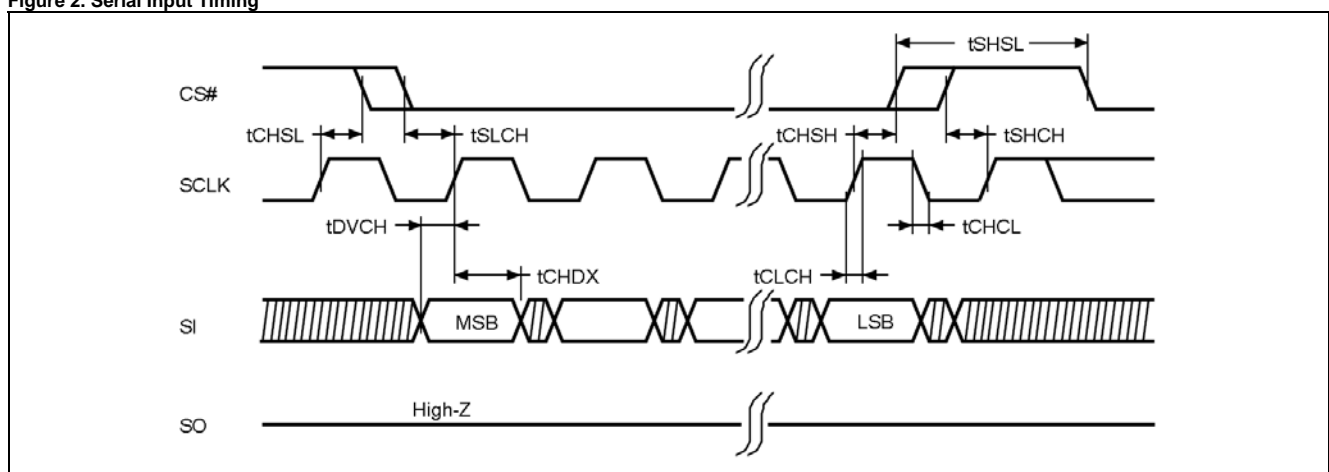 Figure 2. Serial Input Timing
tSHSL
CS#
tCHSL
tSLCH
tCHSH
tSHCH
SCLK
tDVCH
tCHCL
tCHDX
tCLCH
SI
MSB
LSB
High-Z
SO